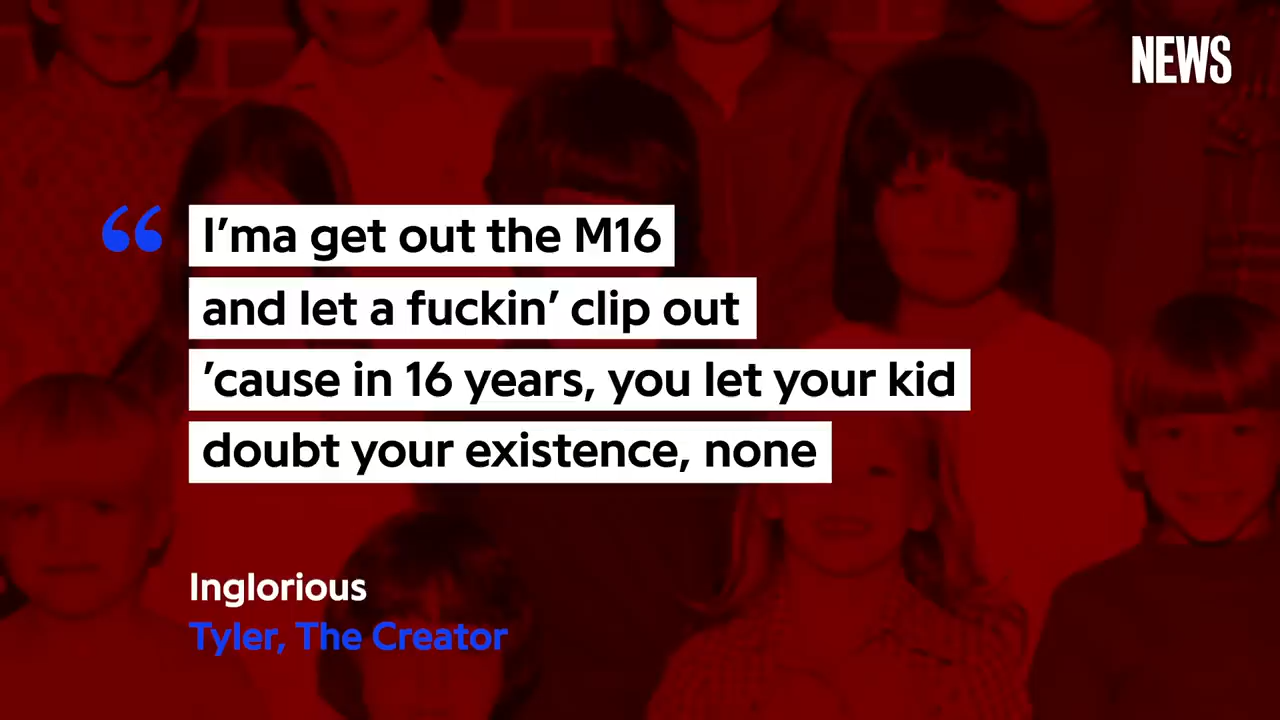 NEWS
“ I’ma get out the M16
and let a fuckin’ clip out
’cause in 16 years, you let your kid
doubt your existence, none
Inglorious
Tyler, The Creator